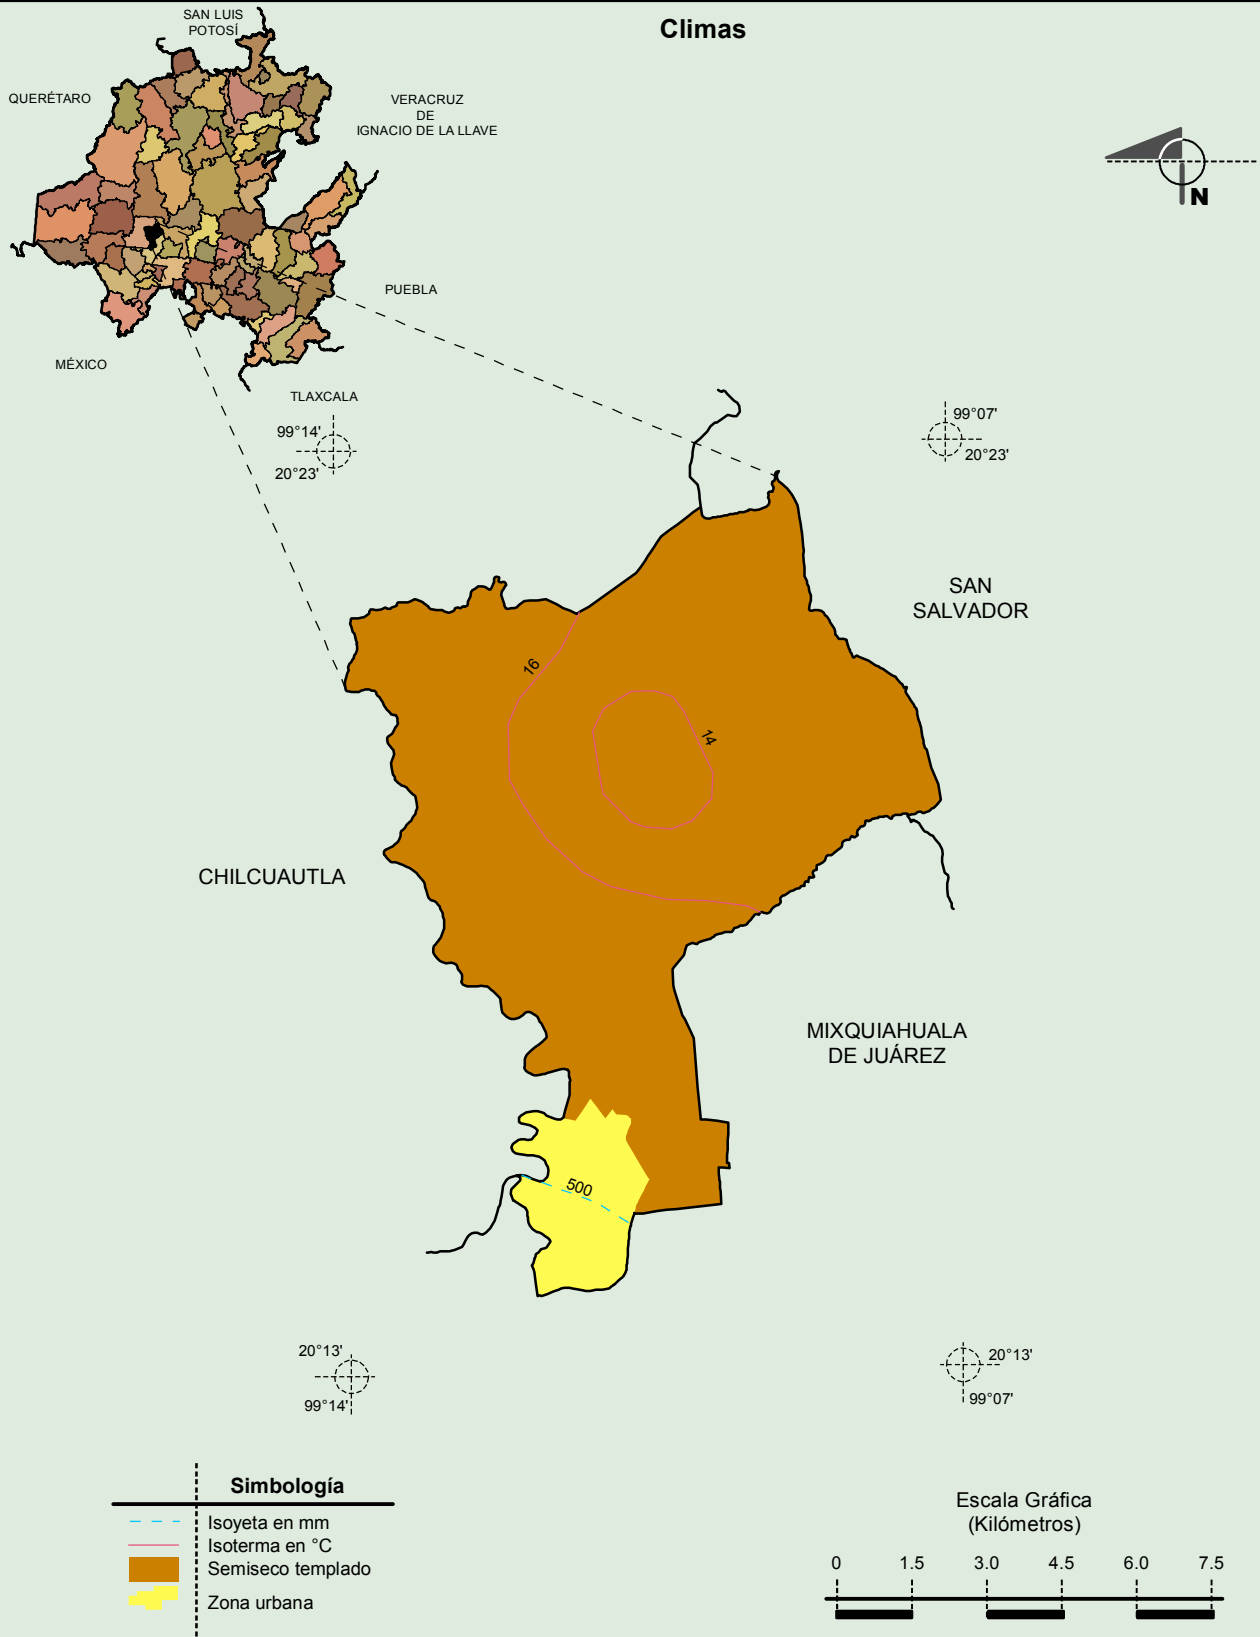 Climas
SAN LUIS
POTOSÍ
QUERÉTARO
VERACRUZ
DE
IGNACIO DE LA LLAVE
N
PUEBLA
MÉXICO
TLAXCALA
99°14'
20°23'
99°07'
20°23'
SAN
SALVADOR
16
14
CHILCUAUTLA
MIXQUIAHUALA
DE JUÁREZ
500
20°13'
99°14'
20°13'
99°07'
Simbología
Isoyeta en mm
Isoterma en °C
Semiseco templado
Zona urbana
Escala Gráfica
(Kilómetros)
0 1.5 3.0 4.5 6.0 7.5